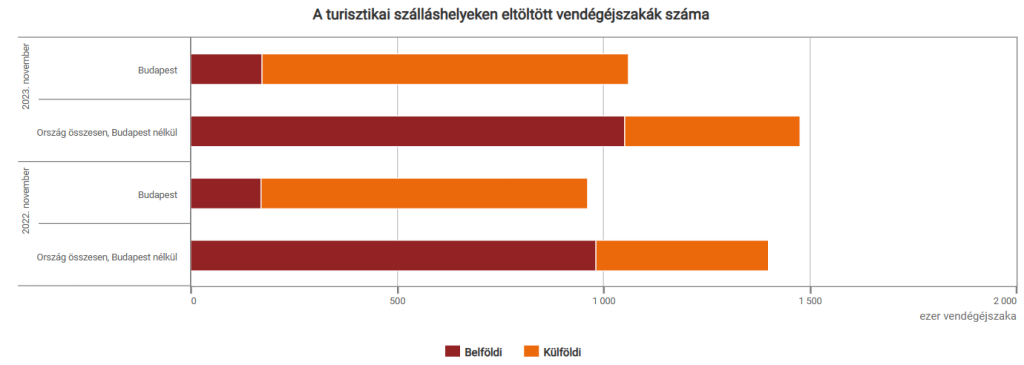 A turisztikai szálláshelyeken eltöltött vendégéjszakák száma
2023. november
Budapest
Ország összesen, Budapest nélkül
2022. november
Budapest
Ország összesen, Budapest nélkül
0 500 1 000 1 500 2 000
ezer vendégéjszaka
Belföldi Külföldi